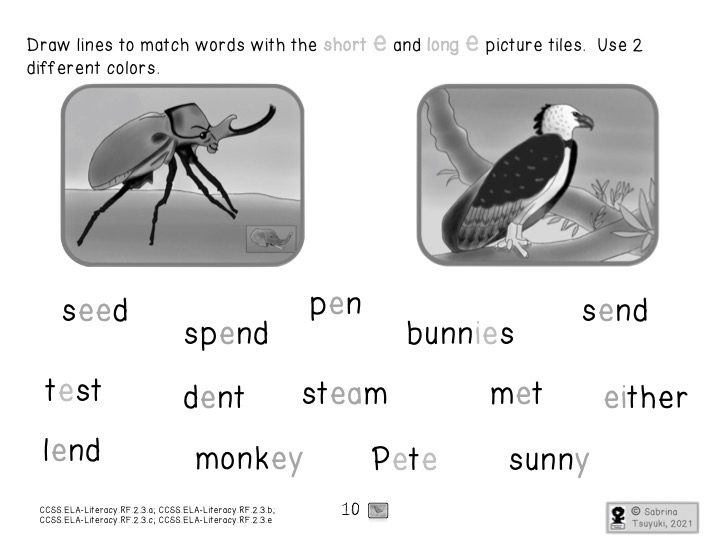 Draw lines to match words with the short e and long e picture tiles. Use 2
different colors.
seed
spend
pen
bunnies
send
test
dent
steam
met
either
lend
monkey
Pete
sunny
CCSS.ELA-Literacy.RF.2.3.a; CCSS.ELA-Literacy.RF.2.3.b;
CCSS.ELA-Literacy.RF.2.3.c; CCSS.ELA-Literacy.RF.2.3.e
10
© Sabrina
Tsuyuki, 2021